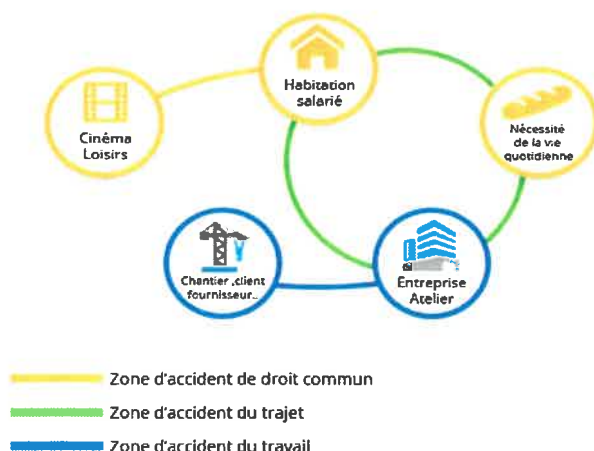 Habitation
salarié
Cinéma
Loisirs
Nécessité
de la vie
quotidienne
Chantier ,client
fournisseur..
Entreprise
Atelier
Zone d'accident de droit commun
Zone d'accident du trajet
Zone d'accident du travail